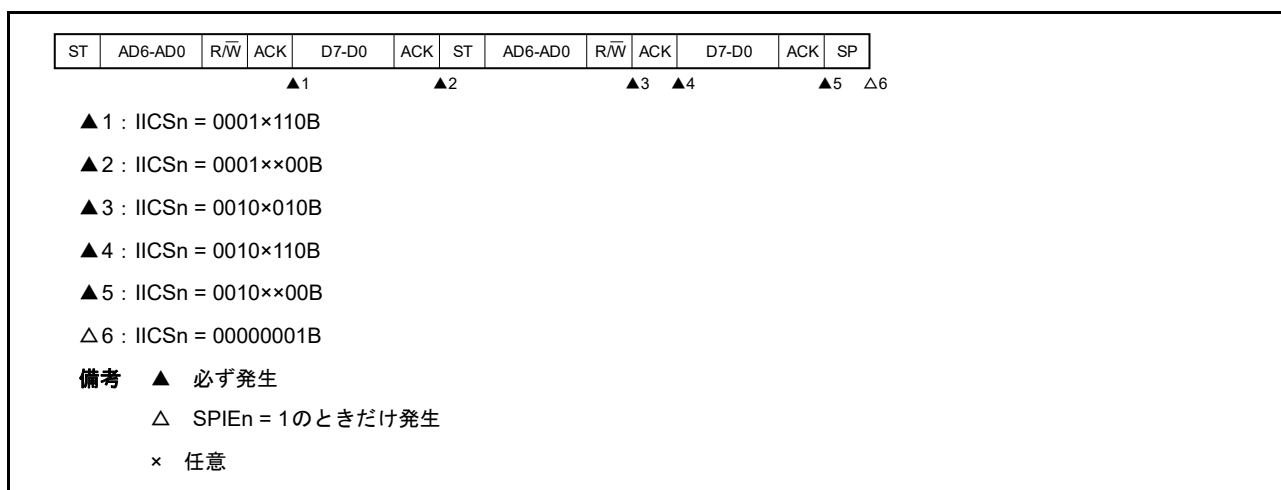 ST AD6-AD0 R/W̅ ACK D7-D0 ACK ST AD6-AD0 R/W̅ ACK D7-D0 ACK SP
▲1 ▲2 ▲3 ▲4 ▲5 △6
▲1：IICSn = 0001×110B
▲2：IICSn = 0001××00B
▲3：IICSn = 0010×010B
▲4：IICSn = 0010×110B
▲5：IICSn = 0010××00B
△6：IICSn = 00000001B
備考 ▲ 必ず発生
△ SPIEn = 1のときだけ発生
× 任意